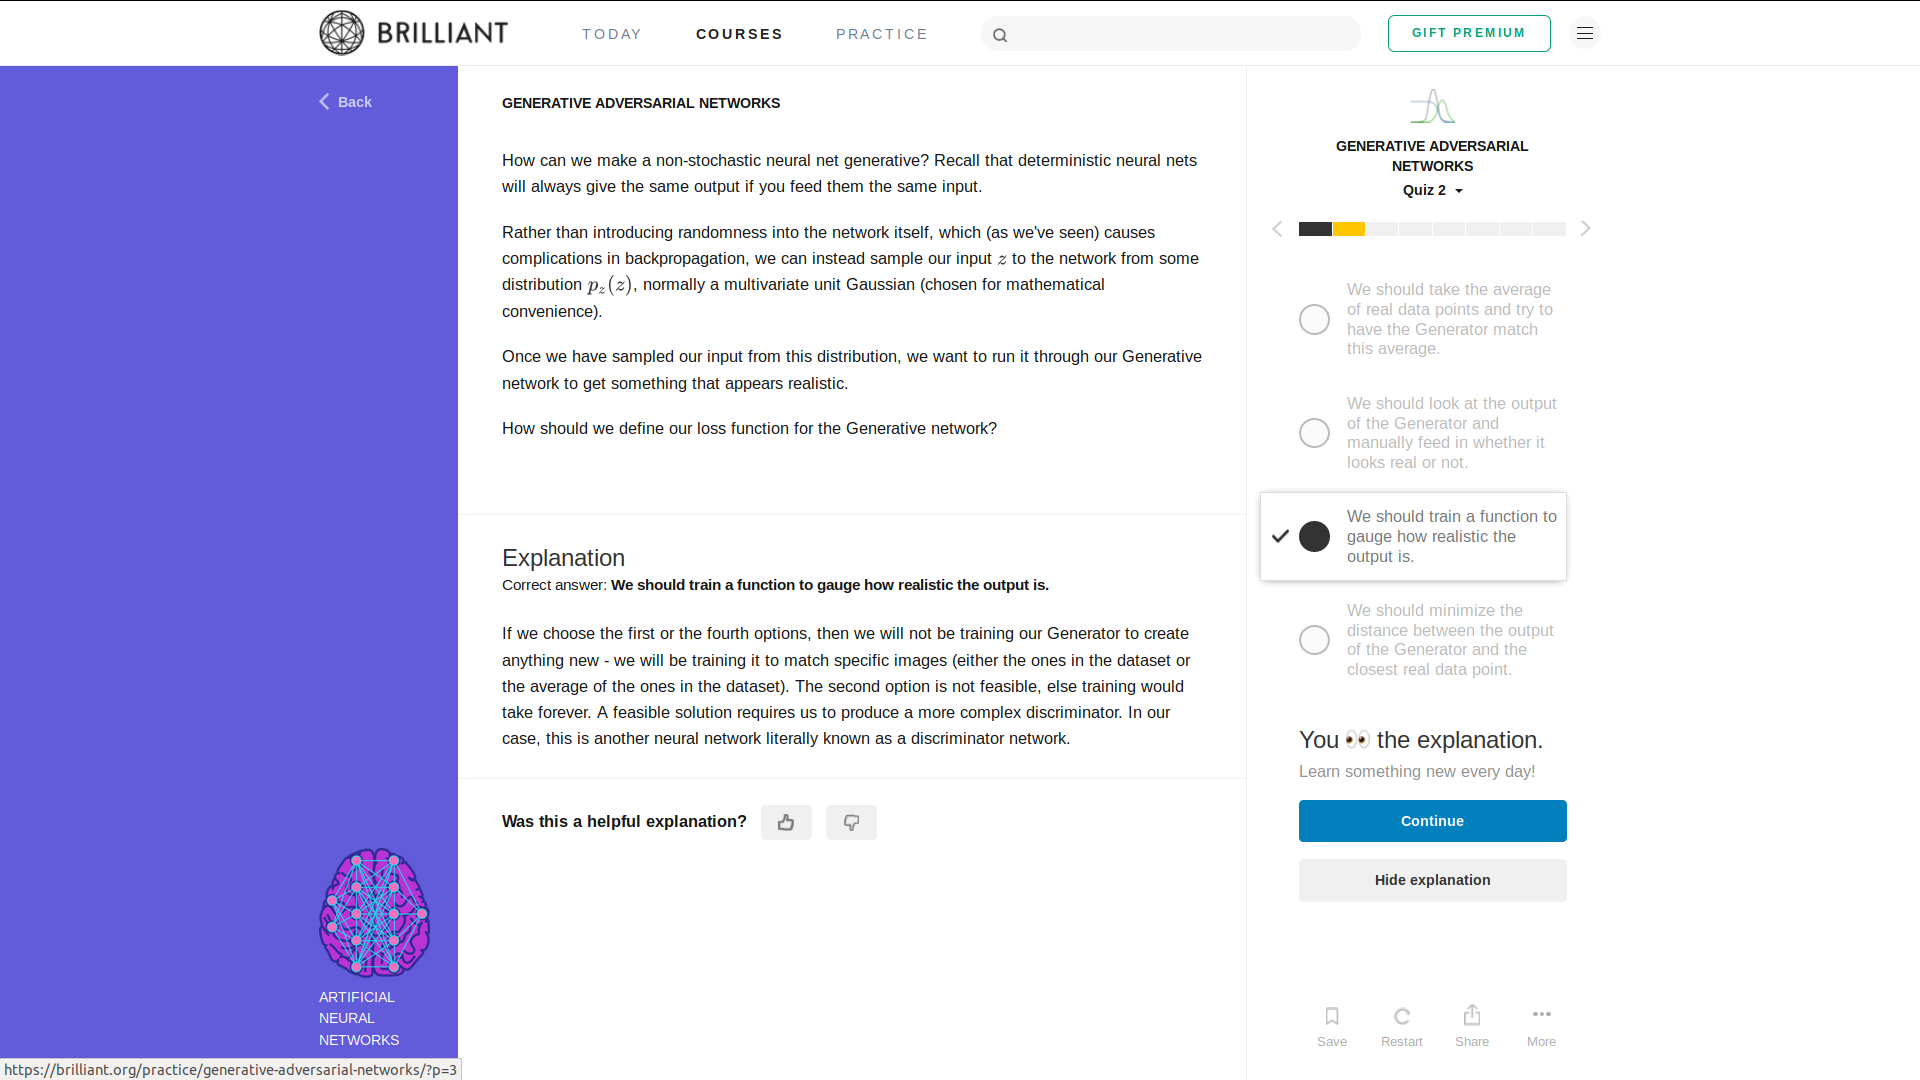 BRILLIANT
TODAY
COURSES
PRACTICE
GIFT PREMIUM
Back
GENERATIVE ADVERSARIAL NETWORKS
How can we make a non-stochastic neural net generative? Recall that deterministic neural nets
will always give the same output if you feed them the same input.
Rather than introducing randomness into the network itself, which (as we've seen) causes
complications in backpropagation, we can instead sample our input z to the network from some
distribution p_z(z), normally a multivariate unit Gaussian (chosen for mathematical
convenience).
Once we have sampled our input from this distribution, we want to run it through our Generative
network to get something that appears realistic.
How should we define our loss function for the Generative network?
Explanation
Correct answer: We should train a function to gauge how realistic the output is.
If we choose the first or the fourth options, then we will not be training our Generator to create
anything new - we will be training it to match specific images (either the ones in the dataset or
the average of the ones in the dataset). The second option is not feasible, else training would
take forever. A feasible solution requires us to produce a more complex discriminator. In our
case, this is another neural network literally known as a discriminator network.
Was this a helpful explanation?
GENERATIVE ADVERSARIAL
NETWORKS
Quiz 2
We should take the average
of real data points and try to
have the Generator match
this average.
We should look at the output
of the Generator and
manually feed in whether it
looks real or not.
We should train a function to
gauge how realistic the
output is.
We should minimize the
distance between the output
of the Generator and the
closest real data point.
You 👀 the explanation.
Learn something new every day!
Continue
Hide explanation
Save
Restart
Share
More
ARTIFICIAL
NEURAL
NETWORKS
https://brilliant.org/practice/generative-adversarial-networks/?p=3